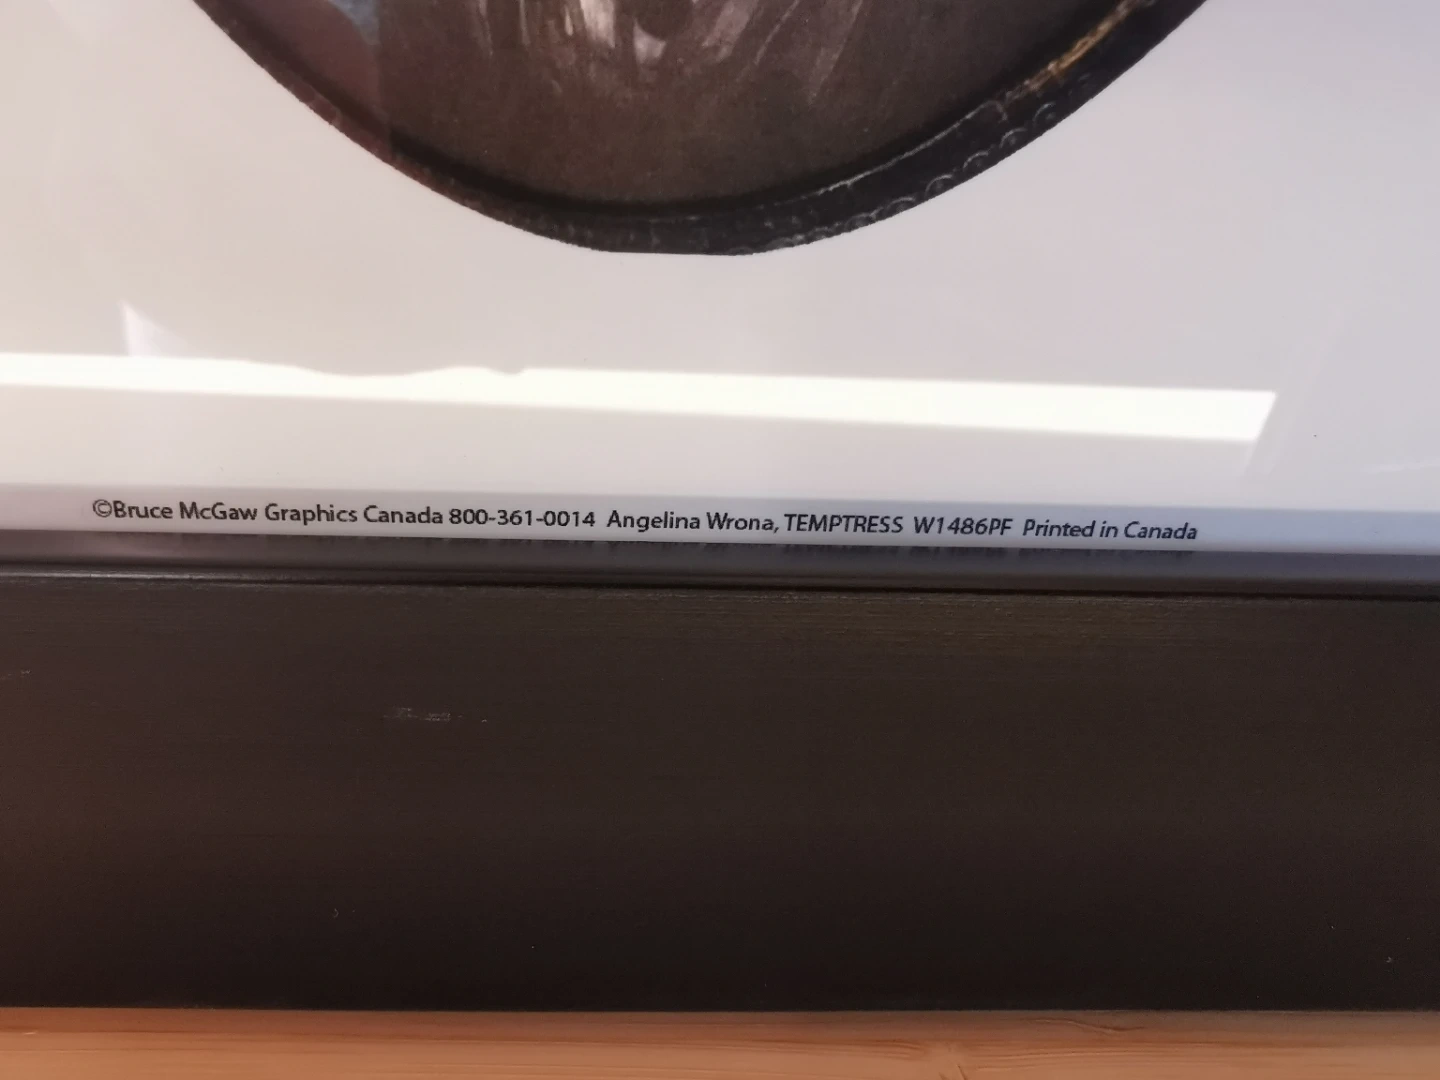 ©Bruce McGaw Graphics Canada 800-361-0014 Angelina Wrona, TEMPTRESS W1486PF Printed in Canada